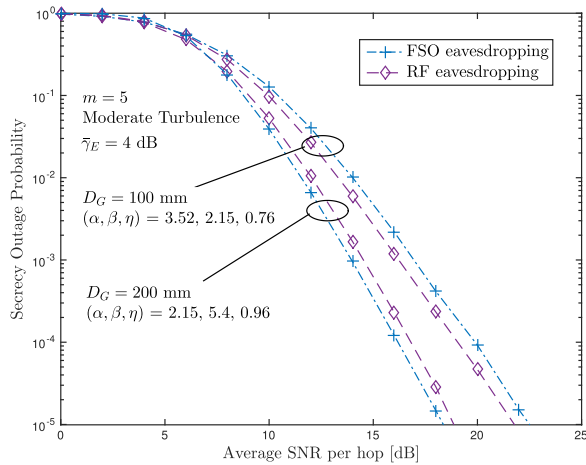 10^0
10^-1
10^-2
10^-3
10^-4
10^-5
Secrecy Outage Probability
FSO eavesdropping
RF eavesdropping
m = 5
Moderate Turbulence
γ̄_E = 4 dB
D_G = 100 mm
(α, β, η) = 3.52, 2.15, 0.76
D_G = 200 mm
(α, β, η) = 2.15, 5.4, 0.96
0 5 10 15 20 25
Average SNR per hop [dB]